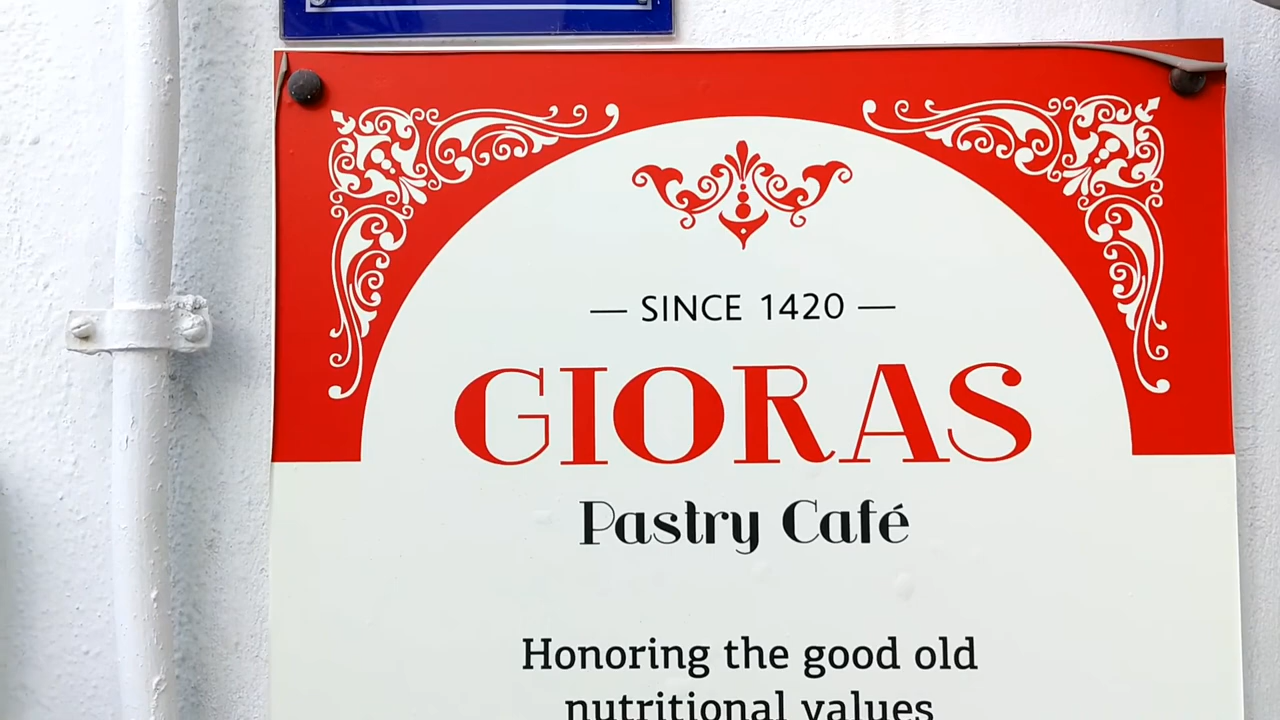 — SINCE 1420 —
GIORAS
Pastry Café
Honoring the good old
nutritional values